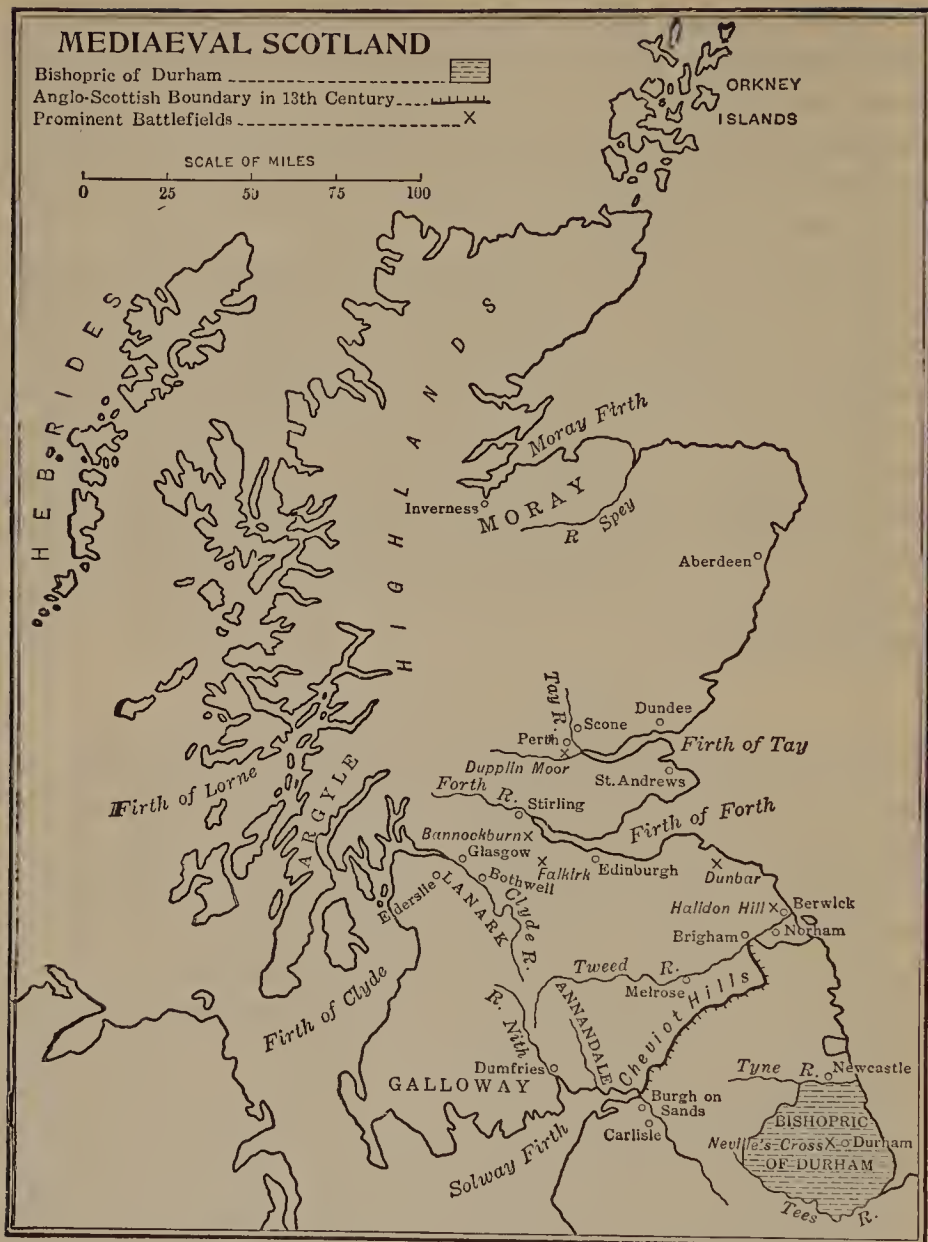 MEDIAEVAL SCOTLAND
Bishopric of Durham
Anglo-Scottish Boundary in 13th Century
Prominent Battlefields X
SCALE OF MILES
0 25 50 75 100
ORKNEY
ISLANDS
HEBRIDES
HIGHLANDS
Moray Firth
Inverness
MORAY
R Spey
Aberdeen
Tay R.
Scone
Dundee
Perth
Firth of Tay
Dupplin Moor
St. Andrews
Firth of Lorne
ARGYLE
Forth R.
Stirling
Firth of Forth
Bannockburn X
Glasgow
Falkirk
Edinburgh
Dunbar
Bothwell
Elderslie
LANARK
Clyde R.
Halidon Hill X
Berwick
Brigham
Norham
Tweed R.
Melrose
Cheviot Hills
Firth of Clyde
R. Nith
ANNANDALE
Dumfries
GALLOWAY
Tyne R.
Newcastle
Burgh on
Sands
Carlisle
Solway Firth
BISHOPRIC
Neville's Cross X
Durham
OF DURHAM
Tees R.